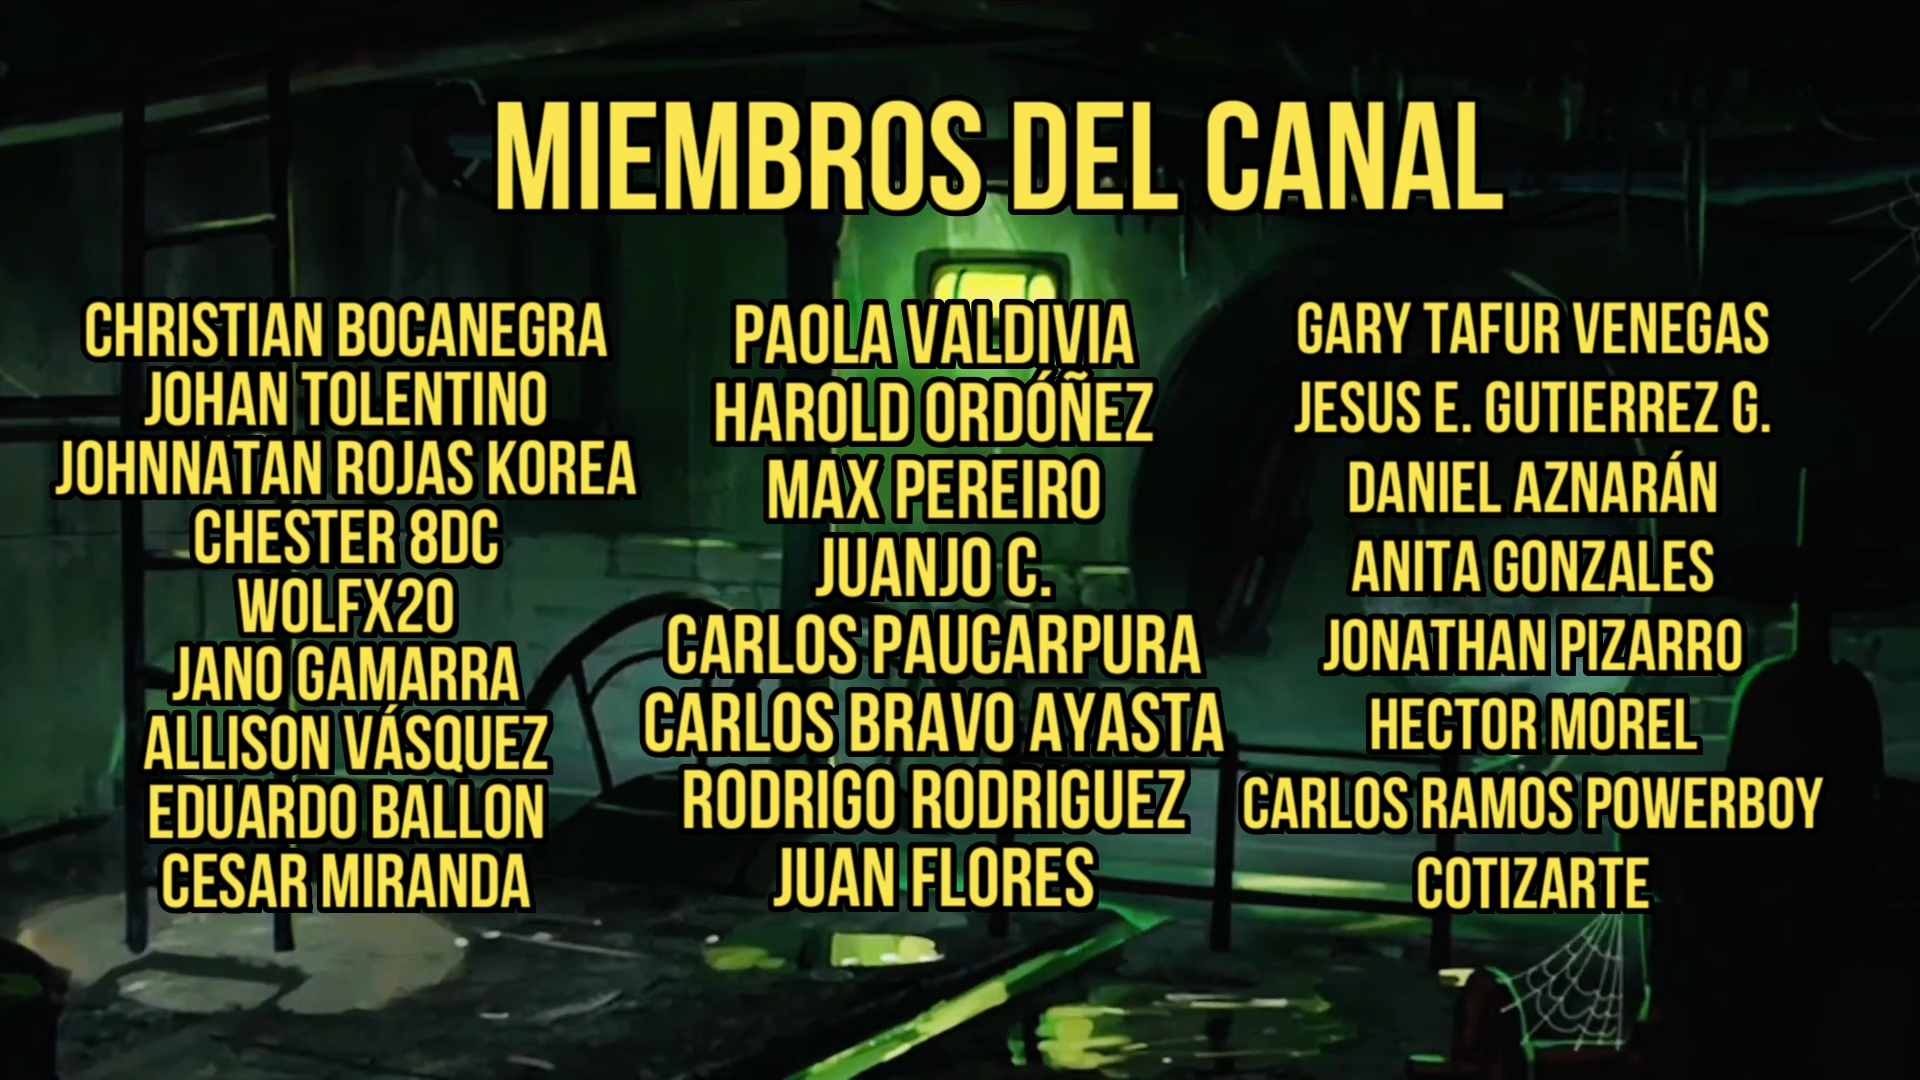 MIEMBROS DEL CANAL
CHRISTIAN BOCANEGRA
JOHAN TOLENTINO
JOHNNATAN ROJAS KOREA
CHESTER 8DC
WOLFX20
JANO GAMARRA
ALLISON VÁSQUEZ
EDUARDO BALLON
CESAR MIRANDA
PAOLA VALDIVIA
HAROLD ORDÓÑEZ
MAX PEREIRO
JUANJO C.
CARLOS PAUCARPURA
CARLOS BRAVO AYASTA
RODRIGO RODRIGUEZ
JUAN FLORES
GARY TAFUR VENEGAS
JESUS E. GUTIERREZ G.
DANIEL AZNARÁN
ANITA GONZALES
JONATHAN PIZARRO
HECTOR MOREL
CARLOS RAMOS POWERBOY
COTIZARTE